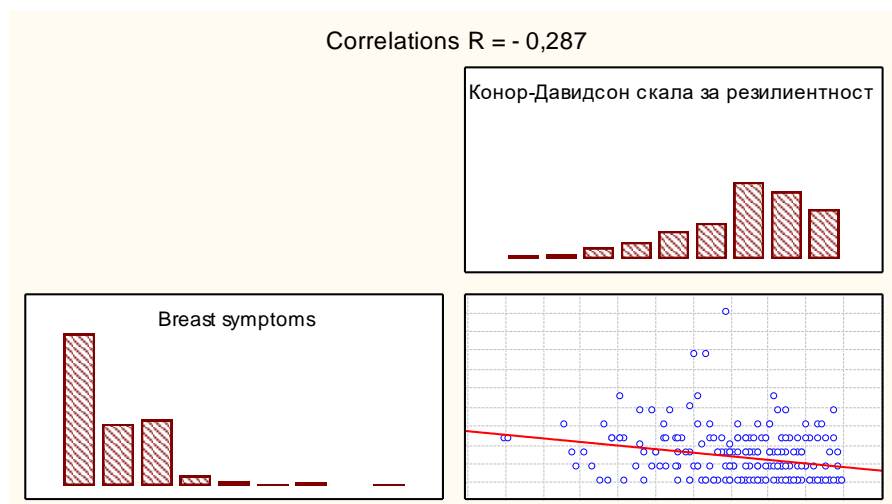 Correlations R = - 0,287
Конор-Давидсон скала за резилиентност
Breast symptoms